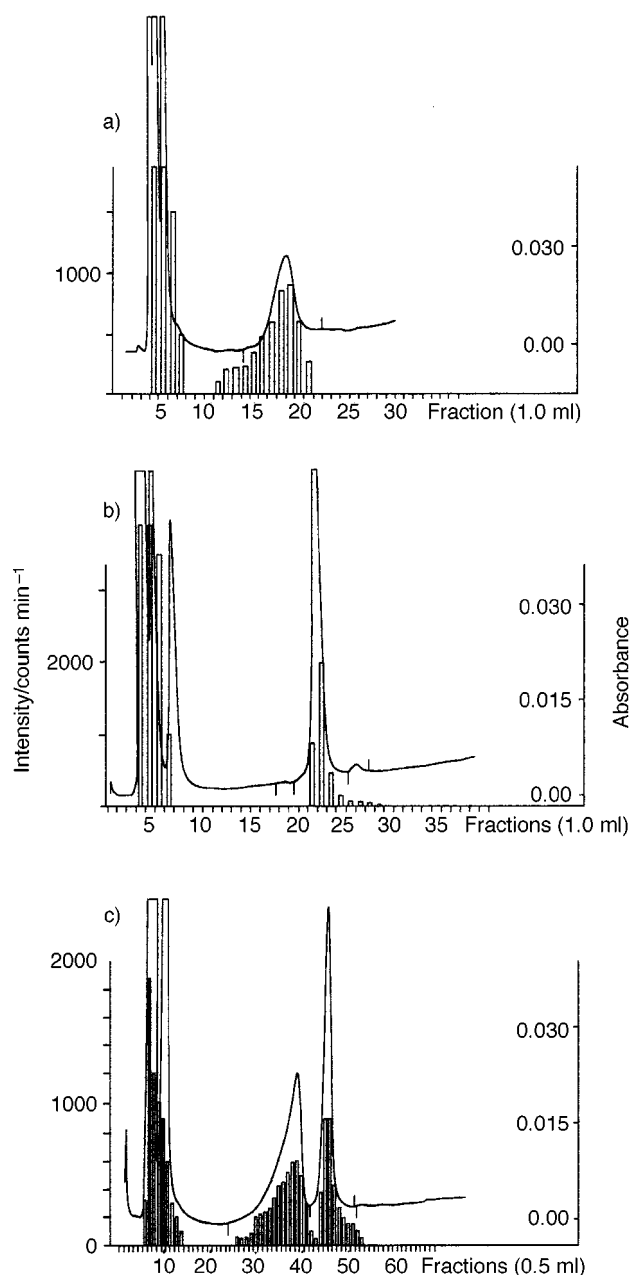 a)
1000
0.030
0.00
5 10 15 20 25 30 Fraction (1.0 ml)
b)
Intensity/counts min⁻¹
2000
0.030
0.015
0.00
Absorbance
5 10 15 20 25 30 35 Fractions (1.0 ml)
c)
2000
1000
0
0.030
0.015
0.00
10 20 30 40 50 60 Fractions (0.5 ml)